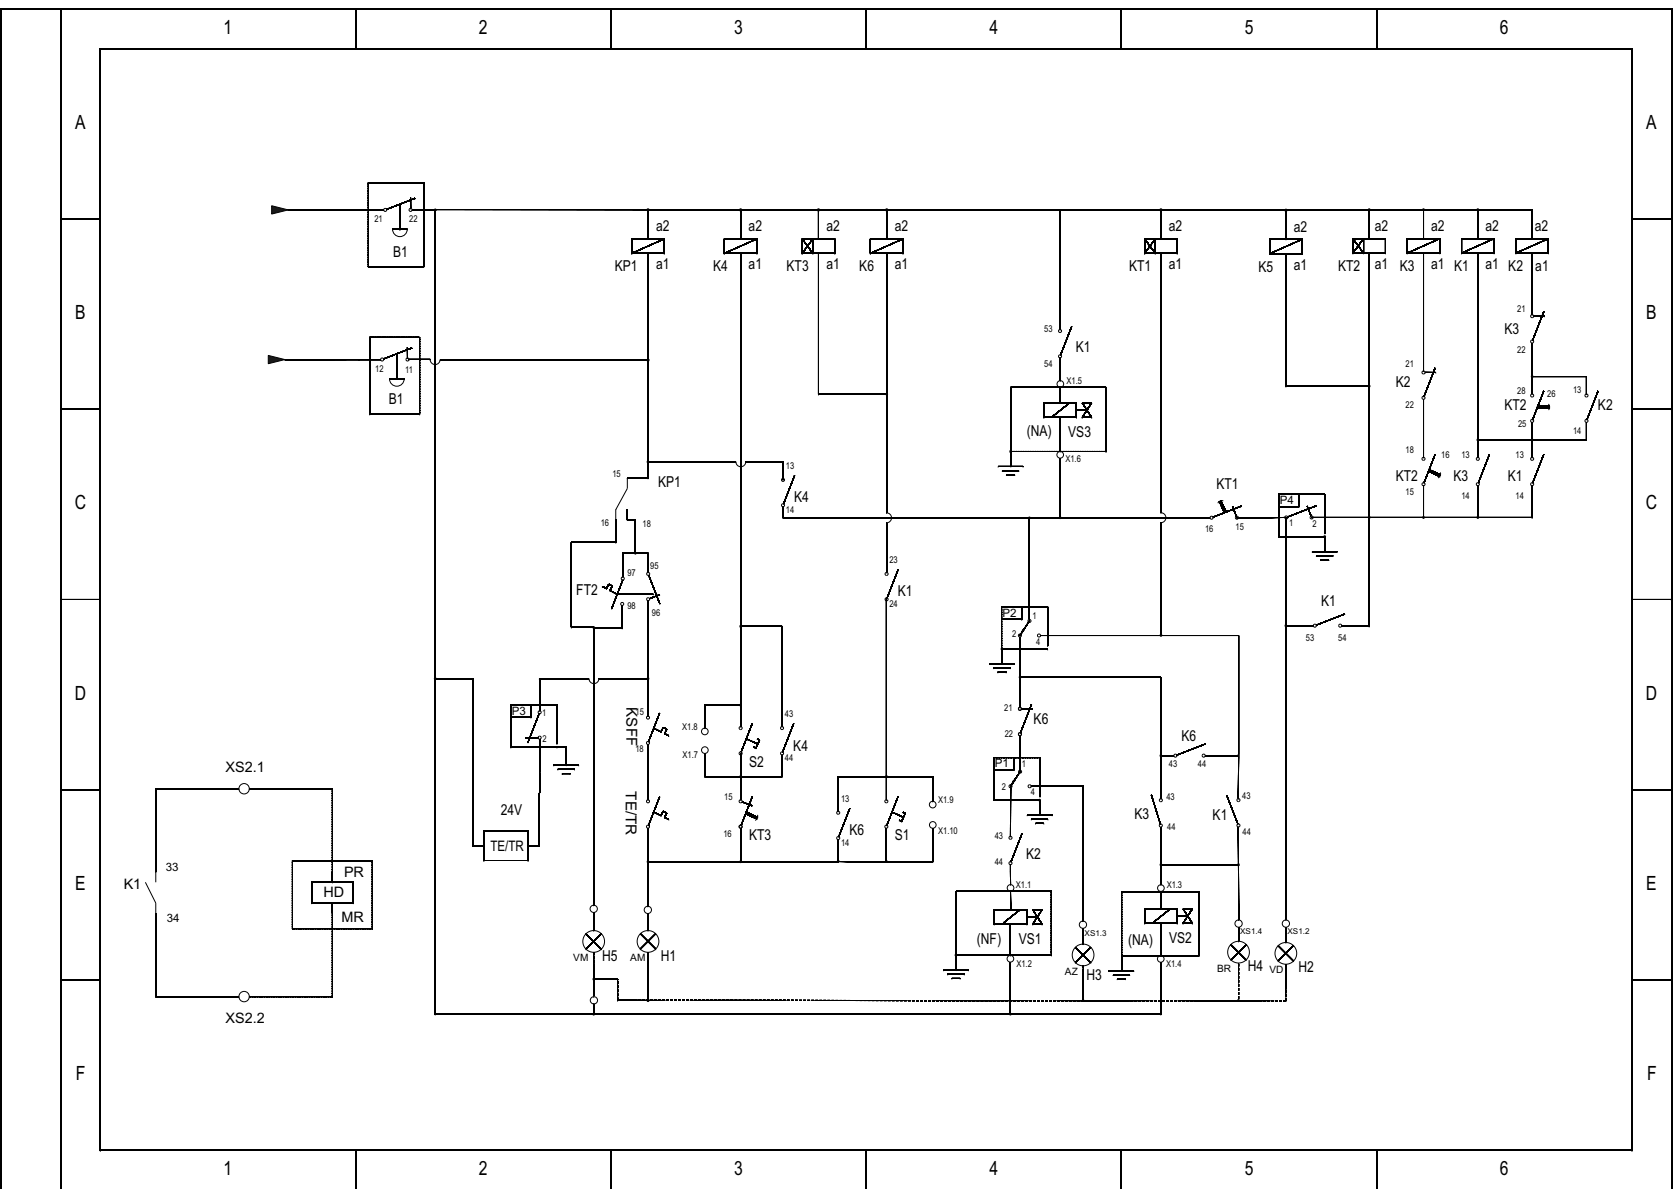 1 2 3 4 5 6
A A
21 22
B1
a2 a2 a2 a2 a2 a2 a2 a2 a2 a2
KP1 a1 K4 a1 KT3 a1 K6 a1 KT1 a1 K5 a1 KT2 a1 K3 a1 K1 a1 K2 a1
B B
21
K3
22
53
K1
54
12 11
B1
X1.5
21
K2
22
28 26
KT2
25
13
K2
14
(NA) VS3
X1.6
15
KP1
16 18
13
K4
14
18 16
KT2
15
13
K3
14
13
K1
14
C C
KT1
16 15
P4
1 2
97 95
FT2
98 96
23
K1
24
P2
1
2 4
K1
53 54
D D
P3
1
2
15
KSFF
18
X1.8
X1.7
S2
43
K4
44
21
K6
22
K6
43 44
P1
1
2 4
XS2.1
24V
TE/TR
TE/TR
15
16 KT3
13
K6
14
S1
X1.9
X1.10
43
44 K2
43
K3
44
43
K1
44
E E
33
K1
34
PR
HD
MR
X1.1
(NF) VS1
X1.2
X1.3
(NA) VS2
X1.4
VM H5
AM H1
XS1.3
AZ H3
XS1.4
BR H4
XS1.2
VD H2
XS2.2
F F
1 2 3 4 5 6